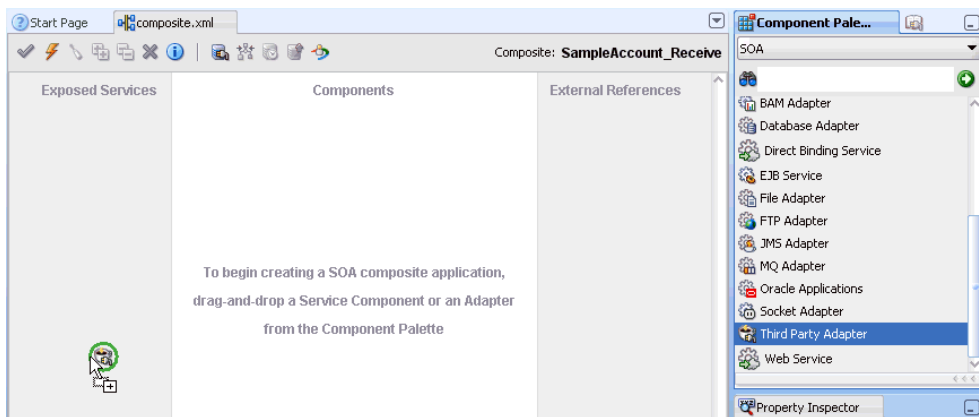 Start Page
composite.xml
Composite: SampleAccount_Receive
Exposed Services
Components
External References
To begin creating a SOA composite application,
drag-and-drop a Service Component or an Adapter
from the Component Palette
Component Pale...
SOA
BAM Adapter
Database Adapter
Direct Binding Service
EJB Service
File Adapter
FTP Adapter
JMS Adapter
MQ Adapter
Oracle Applications
Socket Adapter
Third Party Adapter
Web Service
Property Inspector